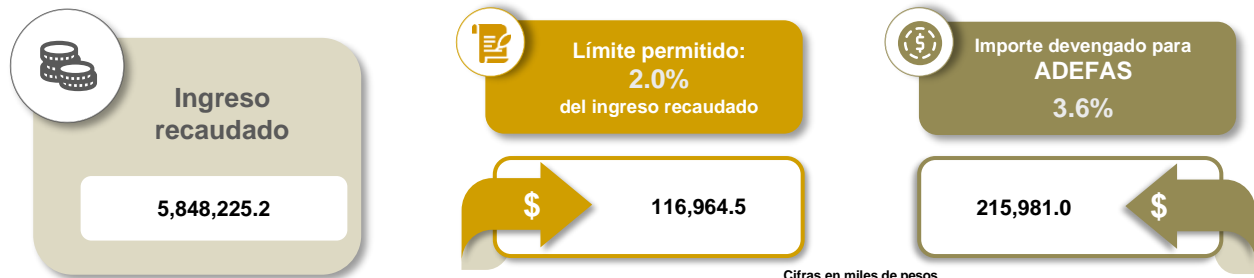 Ingreso
recaudado
5,848,225.2
Límite permitido:
2.0%
del ingreso recaudado
$
116,964.5
Importe devengado para
ADEFAS
3.6%
215,981.0
$
Cifras en miles de pesos